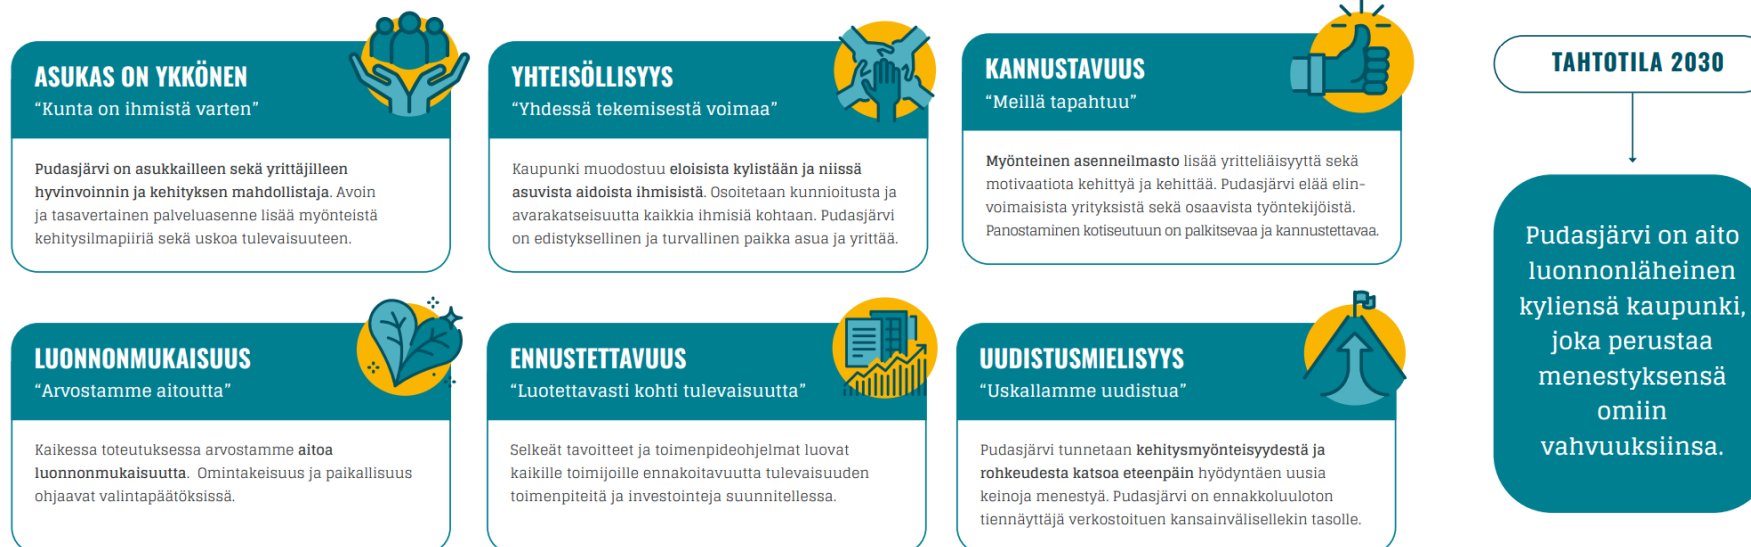 ASUKAS ON YKKÖNEN
“Kunta on ihmistä varten”
Pudasjärvi on asukkailleen sekä yrittäjilleen
hyvinvoinnin ja kehityksen mahdollistaja. Avoin
ja tasavertainen palveluasenne lisää myönteistä
kehitysilmapiiriä sekä uskoa tulevaisuuteen.
YHTEISÖLLISYYS
“Yhdessä tekemisestä voimaa”
Kaupunki muodostuu eloisista kylistään ja niissä
asuvista aidoista ihmisistä. Osoitetaan kunnioitusta ja
avarakatseisuutta kaikkia ihmisiä kohtaan. Pudasjärvi
on edistyksellinen ja turvallinen paikka asua ja yrittää.
KANNUSTAVUUS
“Meillä tapahtuu”
Myönteinen asenneilmasto lisää yritteliäisyyttä sekä
motivaatiota kehittyä ja kehittää. Pudasjärvi elää elin-
voimaisista yrityksistä sekä osaavista työntekijöistä.
Panostaminen kotiseutuun on palkitsevaa ja kannustettavaa.
LUONNONMUKAISUUS
“Arvostamme aitoutta”
Kaikessa toteutuksessa arvostamme aitoa
luonnonmukaisuutta. Omintakeisuus ja paikallisuus
ohjaavat valintapäätöksissä.
ENNUSTETTAVUUS
“Luotettavasti kohti tulevaisuutta”
Selkeät tavoitteet ja toimenpideohjelmat luovat
kaikille toimijoille ennakoitavuutta tulevaisuuden
toimenpiteitä ja investointeja suunnitellessa.
UUDISTUSMIELISYYS
“Uskallamme uudistua”
Pudasjärvi tunnetaan kehitysmyönteisyydestä ja
rohkeudesta katsoa eteenpäin hyödyntäen uusia
keinoja menestyä. Pudasjärvi on ennakkoluuloton
tiennäyttäjä verkostoituen kansainvälisellekin tasolle.
TAHTOTILA 2030
Pudasjärvi on aito
luonnonläheinen
kyliensä kaupunki,
joka perustaa
menestyksensä
omiin
vahvuuksiinsa.